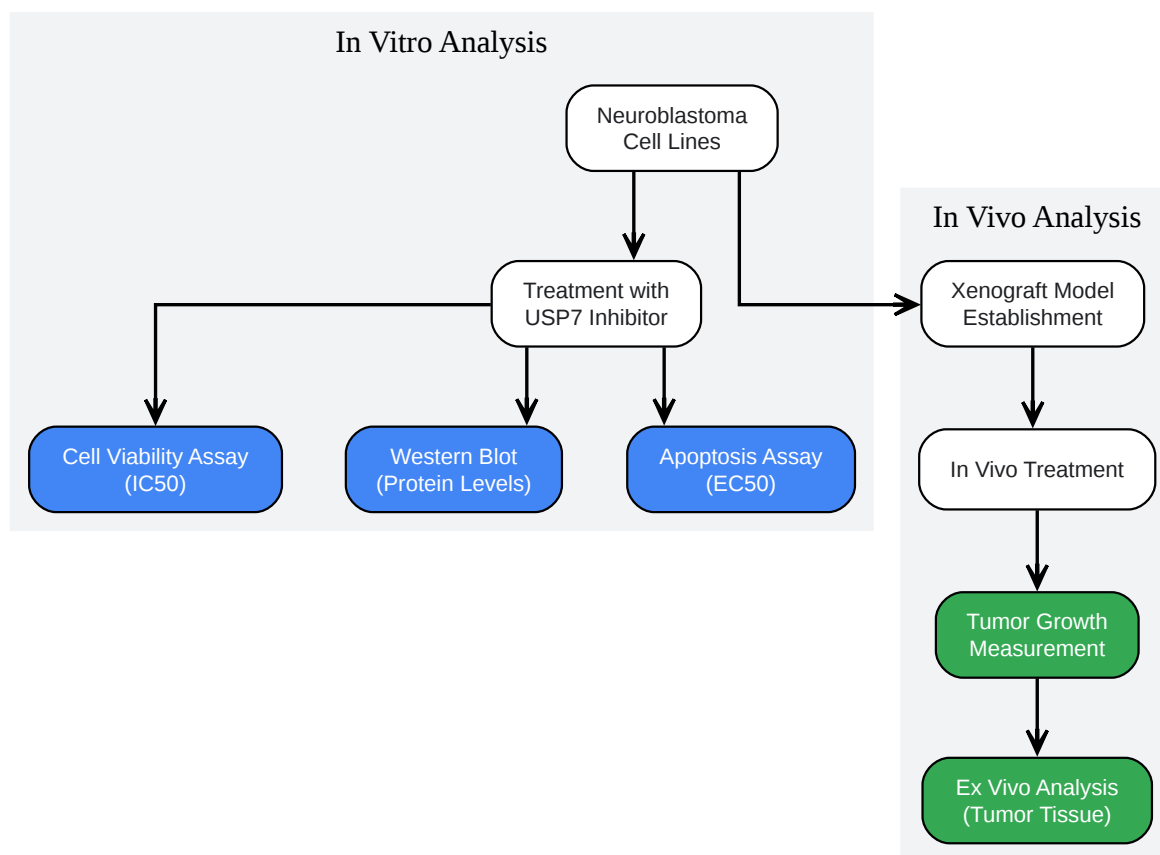 In Vitro Analysis
Neuroblastoma
Cell Lines
Treatment with
USP7 Inhibitor
Cell Viability Assay
(IC50)
Western Blot
(Protein Levels)
Apoptosis Assay
(EC50)
In Vivo Analysis
Xenograft Model
Establishment
In Vivo Treatment
Tumor Growth
Measurement
Ex Vivo Analysis
(Tumor Tissue)